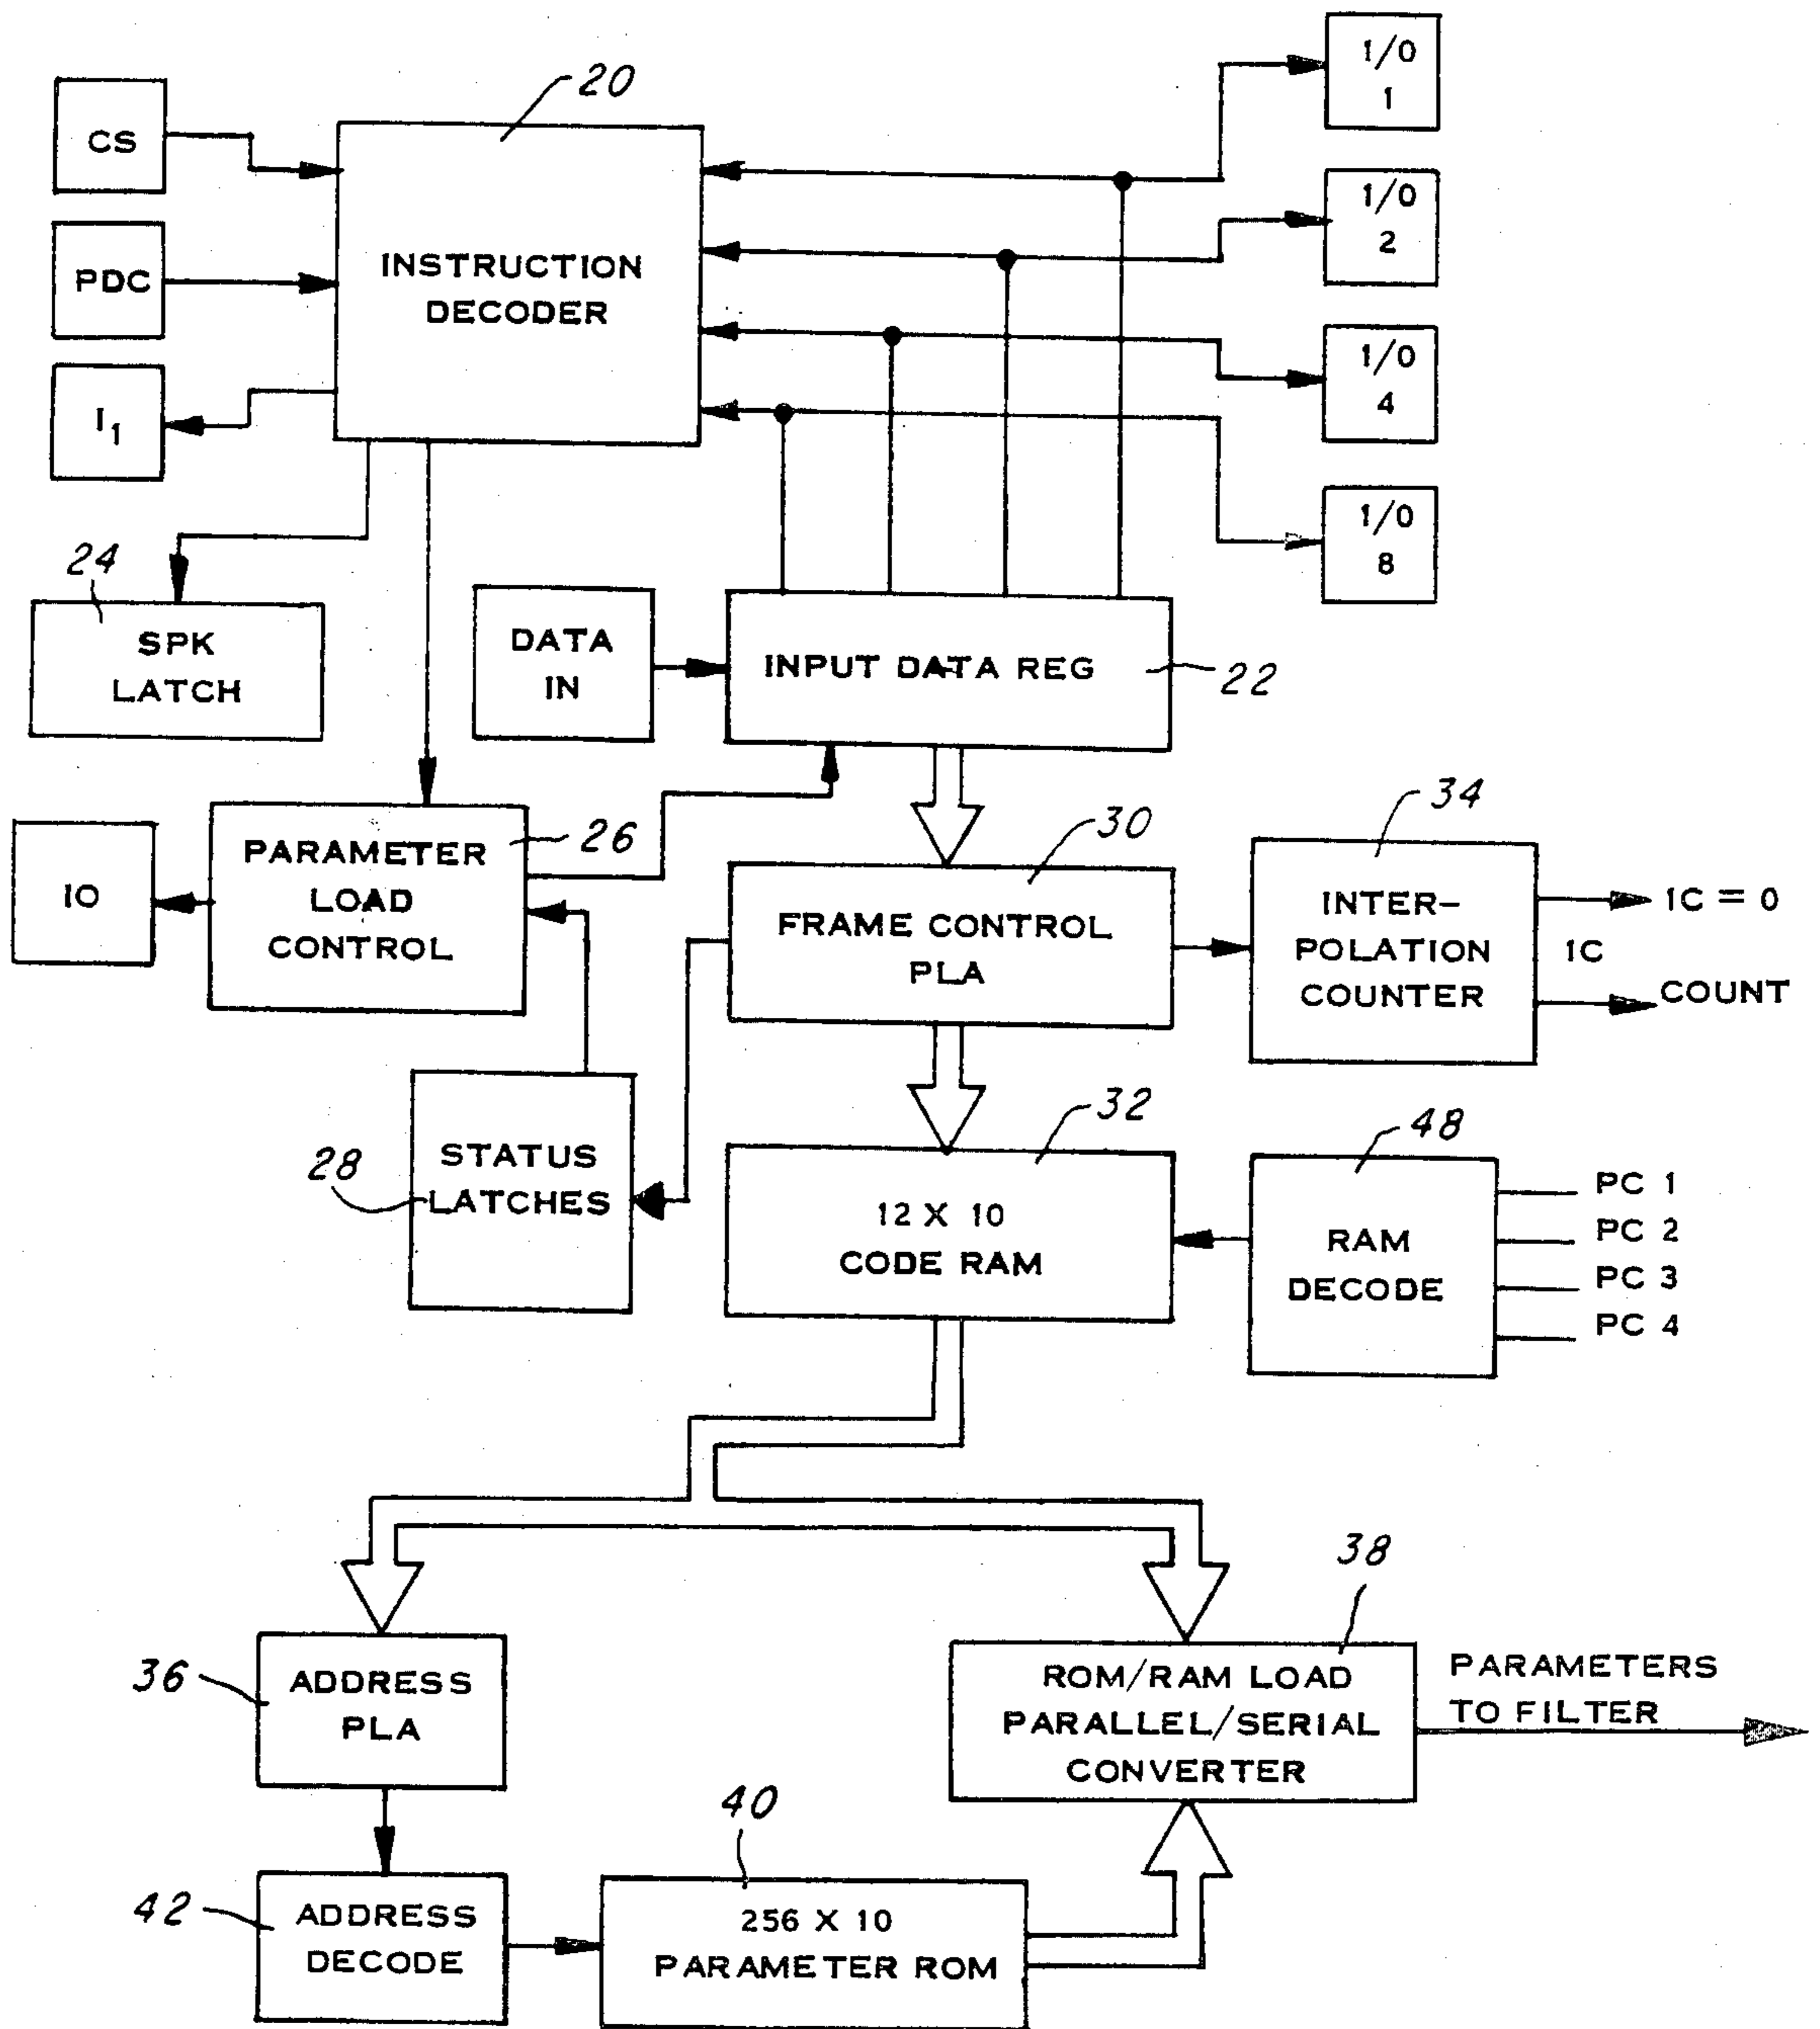 1/0
1
20
CS
1/0
2
PDC
INSTRUCTION
DECODER
1/0
4
I1
1/0
8
24
SPK
LATCH
DATA
IN
INPUT DATA REG
22
34
30
PARAMETER
LOAD
CONTROL
26
IO
FRAME CONTROL
PLA
INTER-
POLATION
COUNTER
IC = 0
IC
COUNT
32
48
STATUS
LATCHES
28
12 X 10
CODE RAM
RAM
DECODE
PC 1
PC 2
PC 3
PC 4
38
36
ADDRESS
PLA
ROM/RAM LOAD
PARALLEL/SERIAL
CONVERTER
PARAMETERS
TO FILTER
40
42
ADDRESS
DECODE
256 X 10
PARAMETER ROM